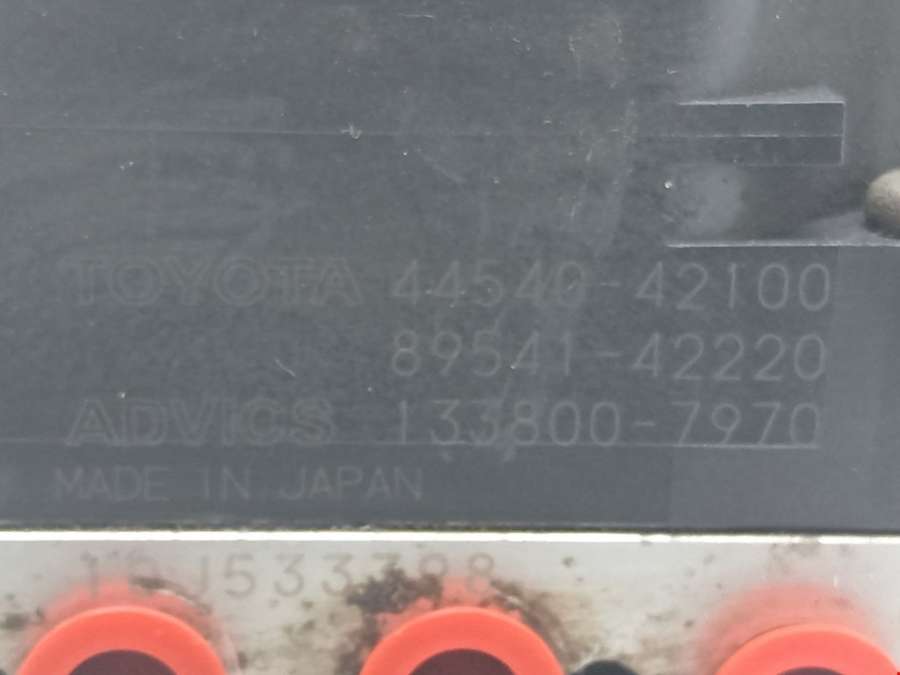 TOYOTA 44540-42100
89541-42220
ADVICS 133800-7970
MADE IN JAPAN